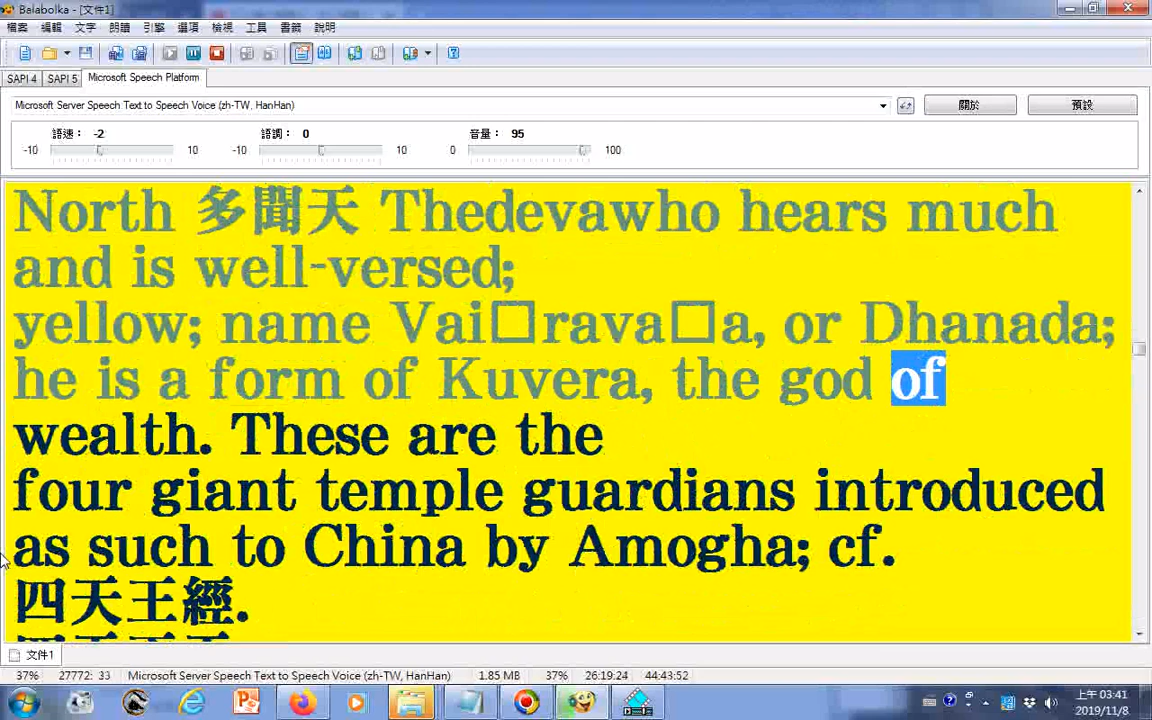 Balabolka - [文件1]
檔案 編輯 文字 朗讀 引擎 選項 檢視 工具 書籤 說明
SAPI 4 SAPI 5 Microsoft Speech Platform
Microsoft Server Speech Text to Speech Voice (zh-TW, HanHan) 關於 預設
語速： -2 語調： 0 音量： 95
-10 10 -10 10 0 100
North 多聞天 Thedevawho hears much
and is well-versed;
yellow; name Vai□rava□a, or Dhanada;
he is a form of Kuvera, the god of
wealth. These are the
four giant temple guardians introduced
as such to China by Amogha; cf.
四天王經.
文件1
37% 27772: 33 Microsoft Server Speech Text to Speech Voice (zh-TW, HanHan) 1.85 MB 37% 26:19:24 44:43:52
上午 03:41
2019/11/8